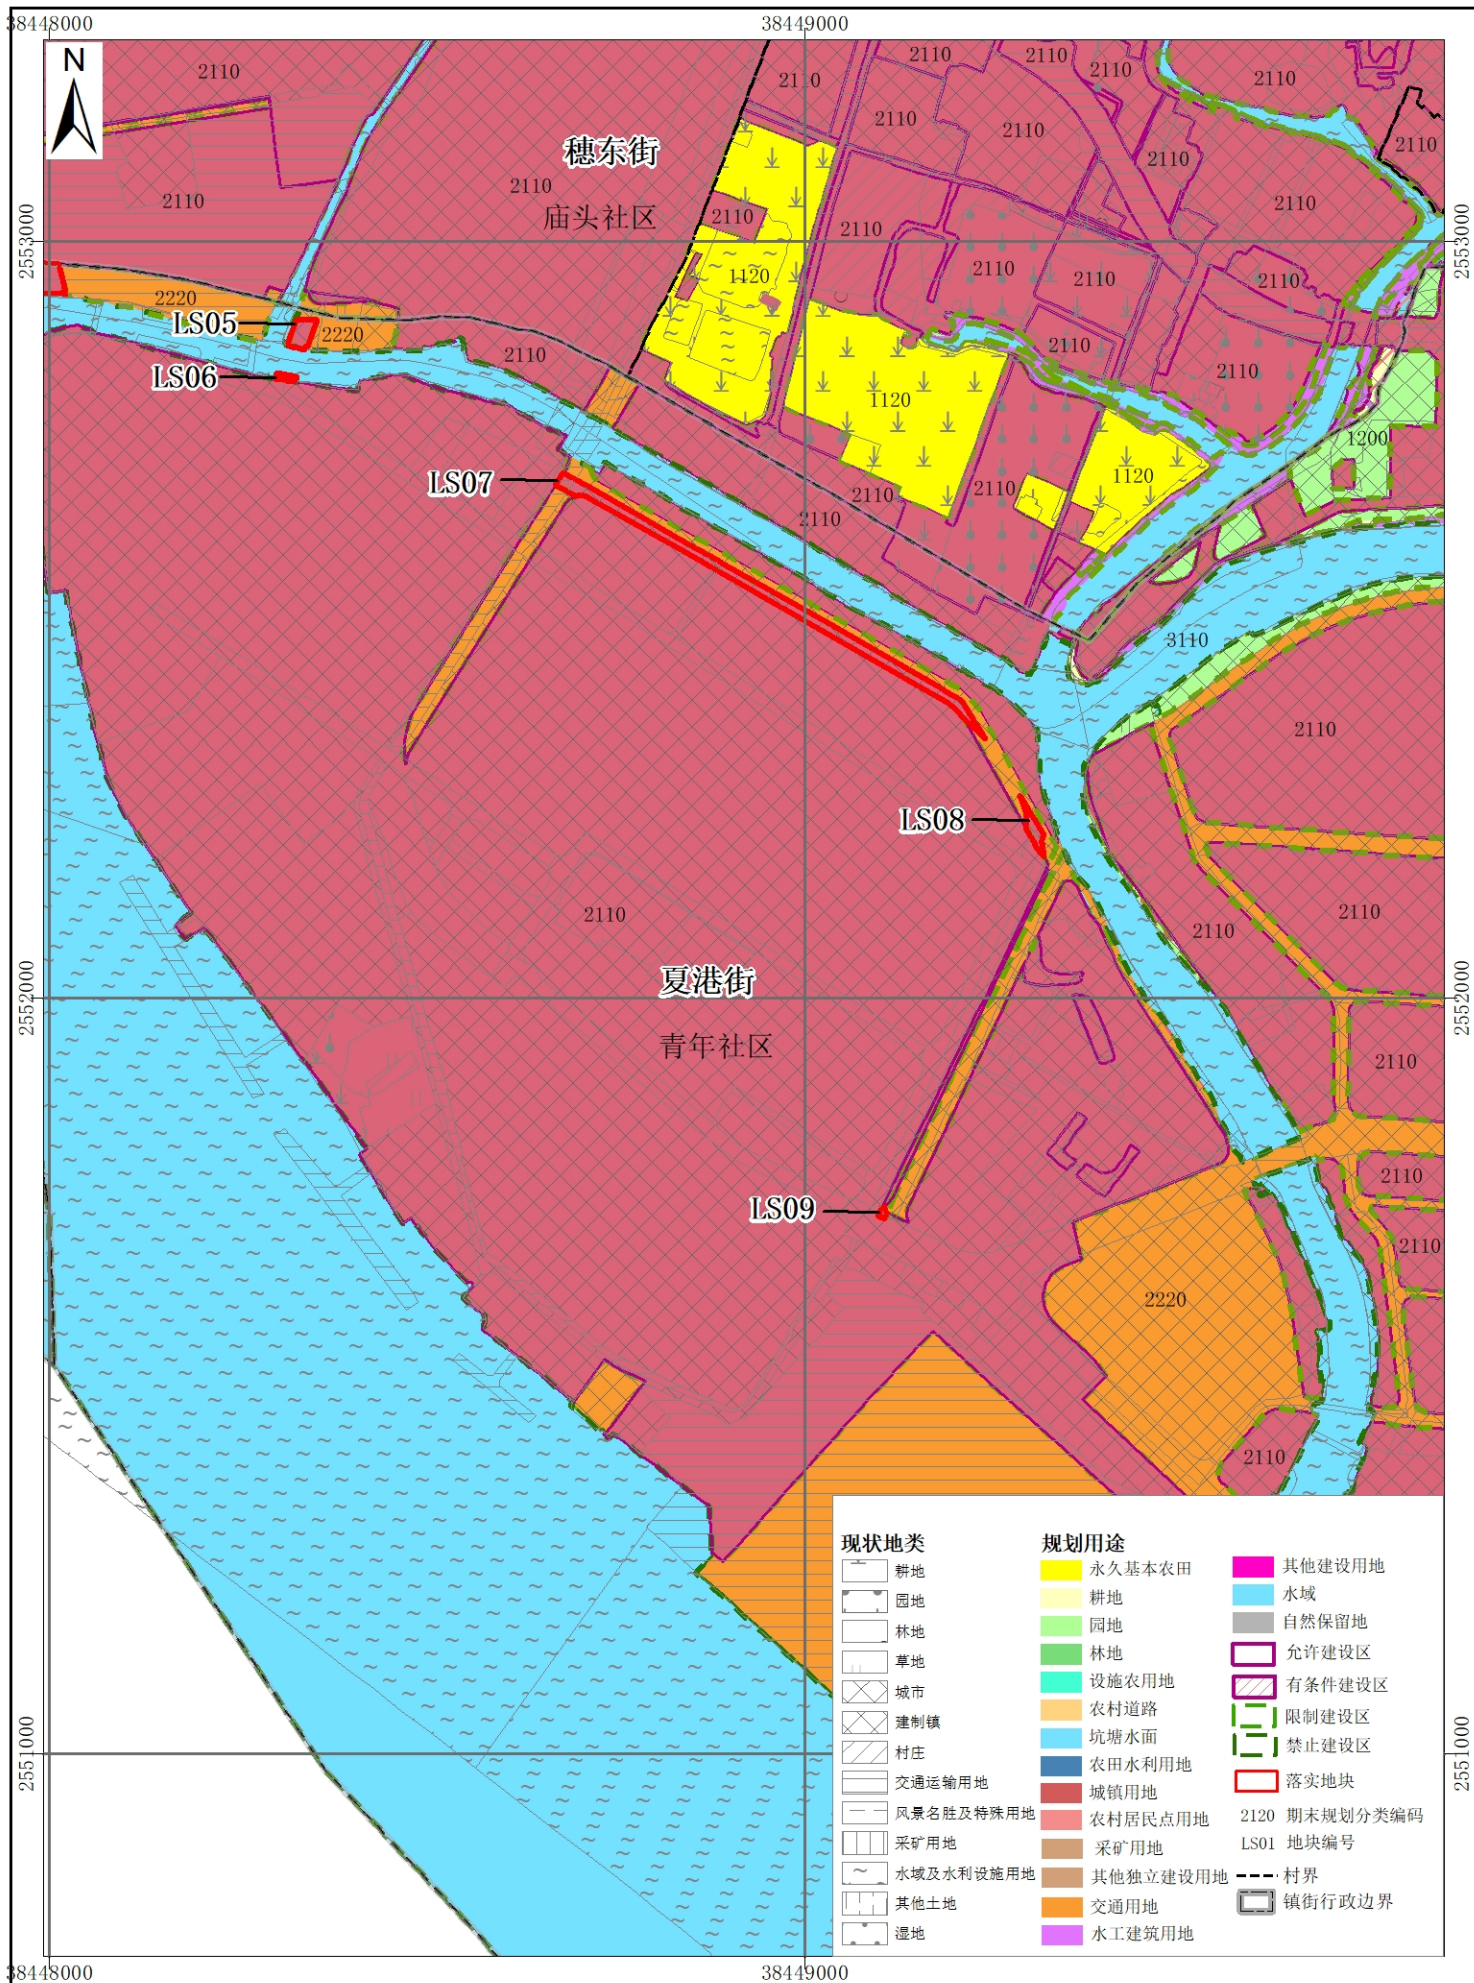 38448000
38449000
N
2110
2110
2110
2110
2110
2110
穗东街
2110
2110
2110
2110
2110
2110
2110
庙头社区
2110
2110
2110
2553000
2553000
2110
2110
2110
1120
2220
LS05
2220
2110
2110
2110
LS06
1120
1200
LS07
2110
2110
1120
2110
3110
2110
LS08
2110
2110
2110
夏港街
2552000
2552000
青年社区
2110
2110
LS09
2110
2220
2110
现状地类
耕地
园地
林地
草地
城市
建制镇
村庄
交通运输用地
风景名胜及特殊用地
采矿用地
水域及水利设施用地
其他土地
湿地
规划用途
永久基本农田
耕地
园地
林地
设施农用地
农村道路
坑塘水面
农田水利用地
城镇用地
农村居民点用地
采矿用地
其他独立建设用地
交通用地
水工建筑用地
其他建设用地
水域
自然保留地
允许建设区
有条件建设区
限制建设区
禁止建设区
落实地块
2120 期末规划分类编码
LS01 地块编号
村界
镇街行政边界
2551000
2551000
38448000
38449000